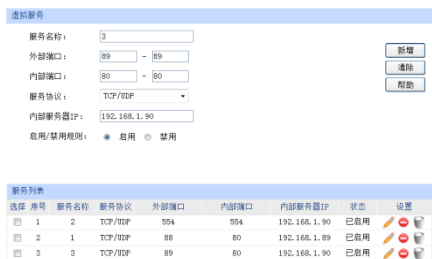 虚拟服务
服务名称: 3
外部端口: 89 - 89
内部端口: 80 - 80
服务协议: TCP/UDP
内部服务器IP: 192.168.1.90
启用/禁用规则: 启用 禁用
新增
清除
帮助
服务列表
选择 序号 服务名称 服务协议 外部端口 内部端口 内部服务器IP 状态 设置
1 2 TCP/UDP 554 554 192.168.1.90 已启用
2 1 TCP/UDP 88 80 192.168.1.89 已启用
3 3 TCP/UDP 89 80 192.168.1.90 已启用